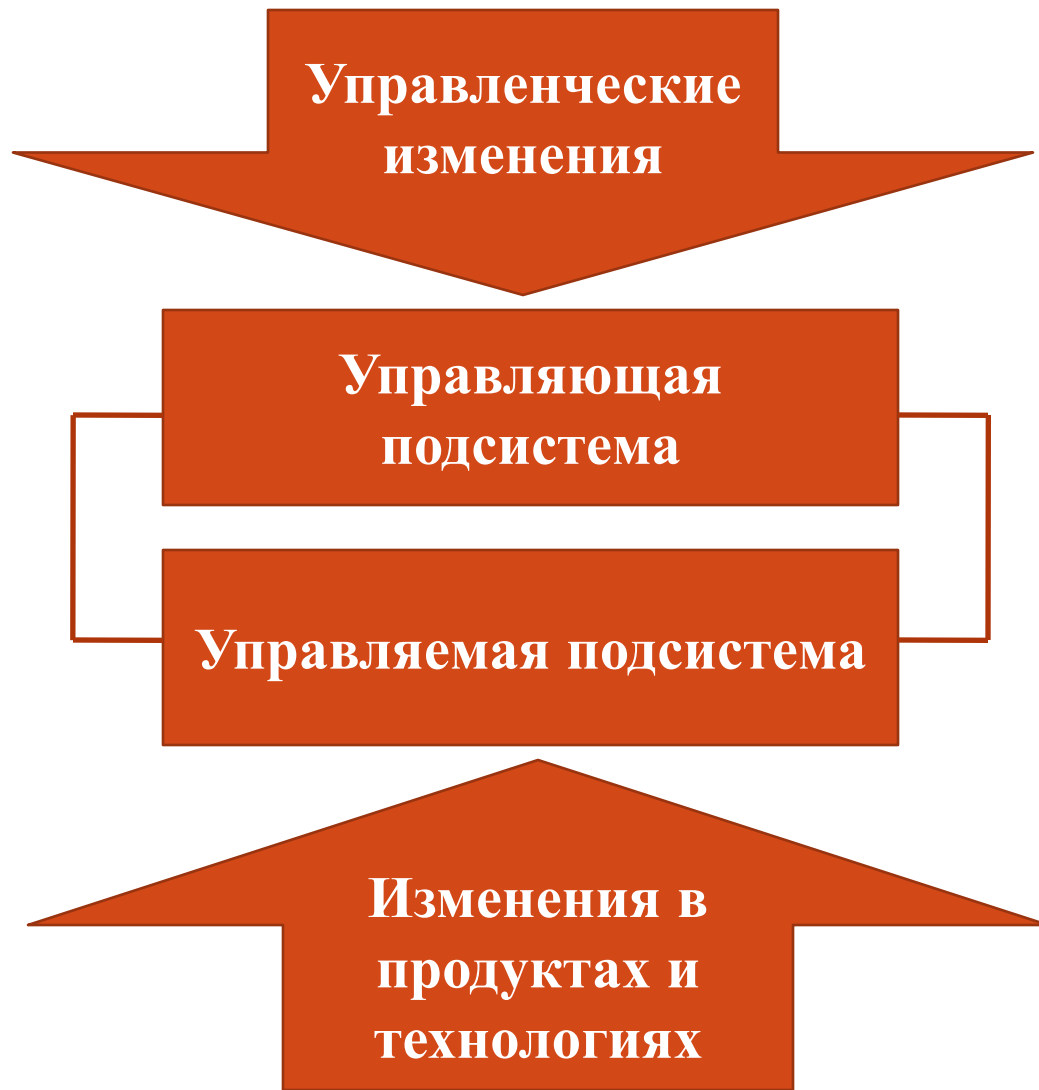 Управленческие
изменения
Управляющая
подсистема
Управляемая подсистема
Изменения в
продуктах и
технологиях